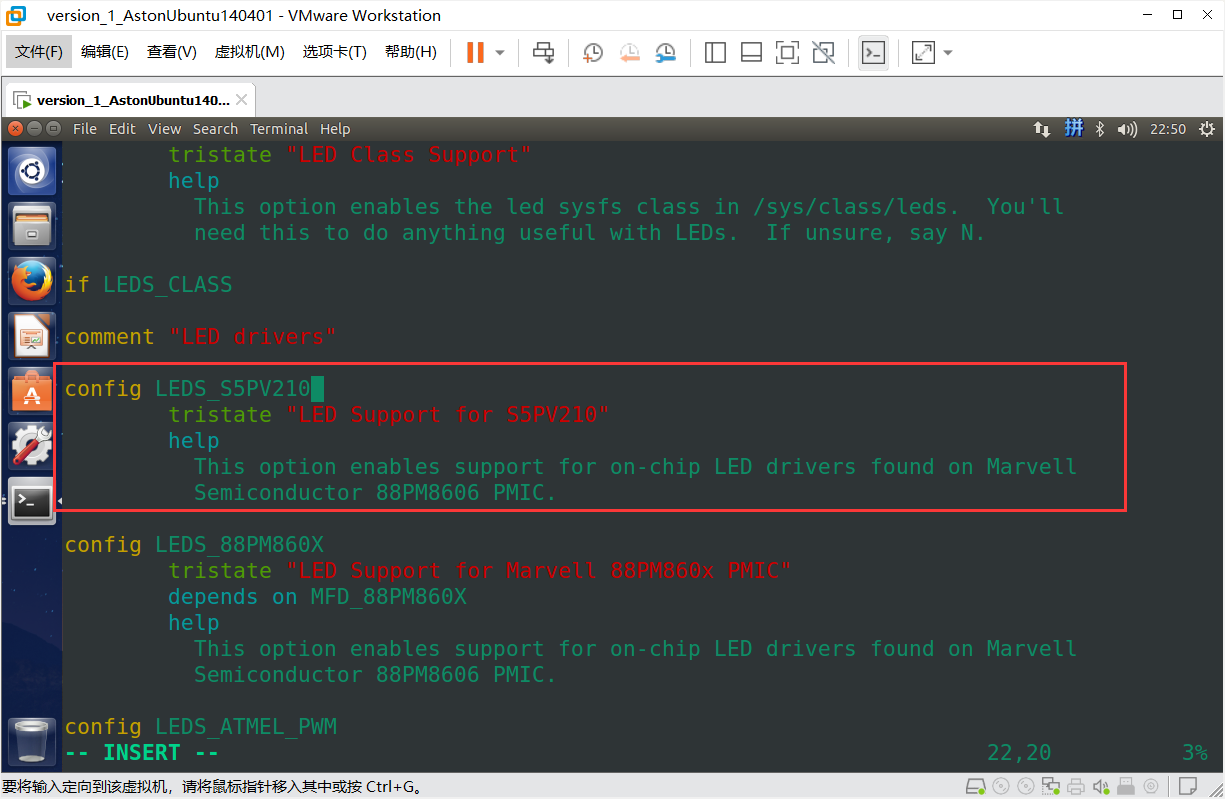 version_1_AstonUbuntu140401 - VMware Workstation
文件(F) 编辑(E) 查看(V) 虚拟机(M) 选项卡(T) 帮助(H)
version_1_AstonUbuntu140...
File Edit View Search Terminal Help 拼 22:50
tristate "LED Class Support"
help
This option enables the led sysfs class in /sys/class/leds.  You'll
need this to do anything useful with LEDs.  If unsure, say N.
if LEDS_CLASS
comment "LED drivers"
config LEDS_S5PV210
tristate "LED Support for S5PV210"
help
This option enables support for on-chip LED drivers found on Marvell
Semiconductor 88PM8606 PMIC.
config LEDS_88PM860X
tristate "LED Support for Marvell 88PM860x PMIC"
depends on MFD_88PM860X
help
This option enables support for on-chip LED drivers found on Marvell
Semiconductor 88PM8606 PMIC.
config LEDS_ATMEL_PWM
-- INSERT -- 22,20 3%
要将输入定向到该虚拟机，请将鼠标指针移入其中或按 Ctrl+G。